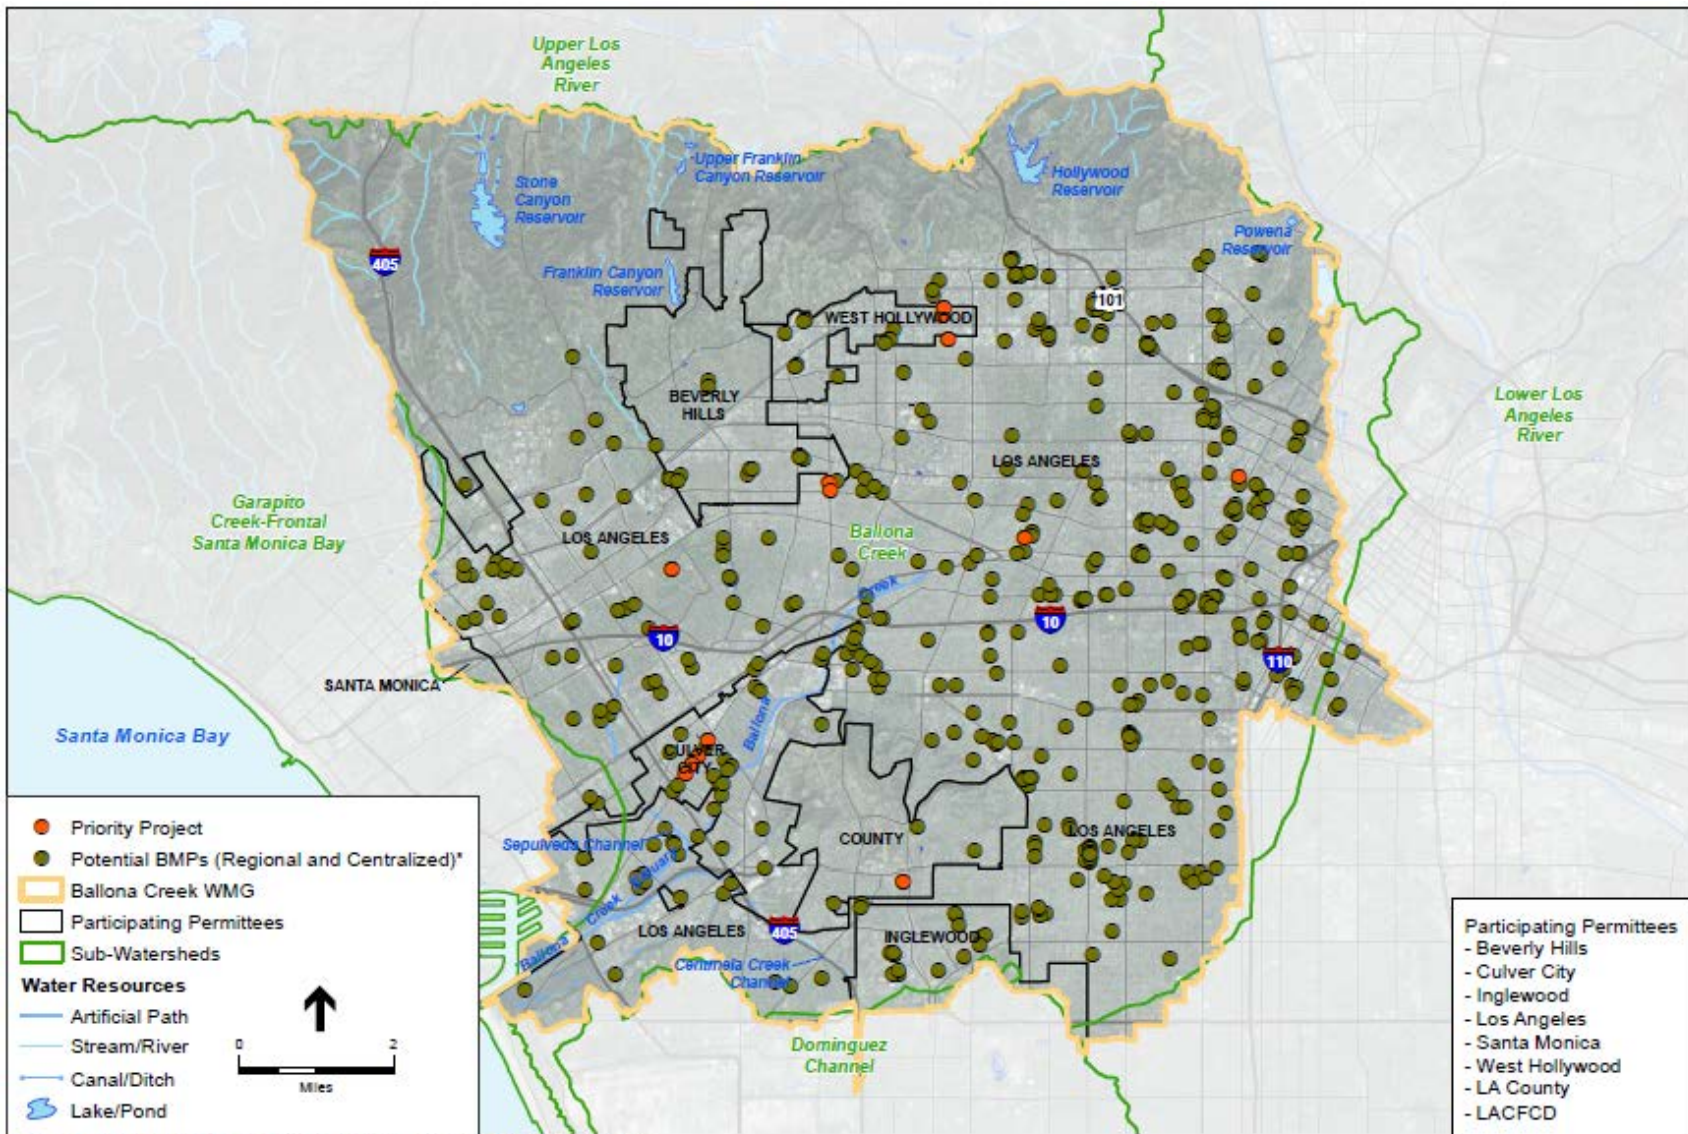 Upper Los
Angeles
River
Upper Franklin
Canyon Reservoir
Hollywood
Reservoir
Stone
Canyon
Reservoir
Powena
Reservoir
405
Franklin Canyon
Reservoir
101
WEST HOLLYWOOD
BEVERLY
HILLS
Lower Los
Angeles
River
LOS ANGELES
Garapito
Creek-Frontal
Santa Monica Bay
LOS ANGELES
Ballona
Creek
Creek
10
10
110
SANTA MONICA
Ballona
Santa Monica Bay
CULVER
CITY
COUNTY
LOS ANGELES
Sepulveda Channel
Estuary
Creek
Ballona
LOS ANGELES
405
INGLEWOOD
Centinela Creek
Channel
Dominguez
Channel
Priority Project
Potential BMPs (Regional and Centralized)*
Ballona Creek WMG
Participating Permittees
Sub-Watersheds
Water Resources
Artificial Path
Stream/River
Canal/Ditch
Lake/Pond
0 2
Miles
Participating Permittees
- Beverly Hills
- Culver City
- Inglewood
- Los Angeles
- Santa Monica
- West Hollywood
- LA County
- LACFCD